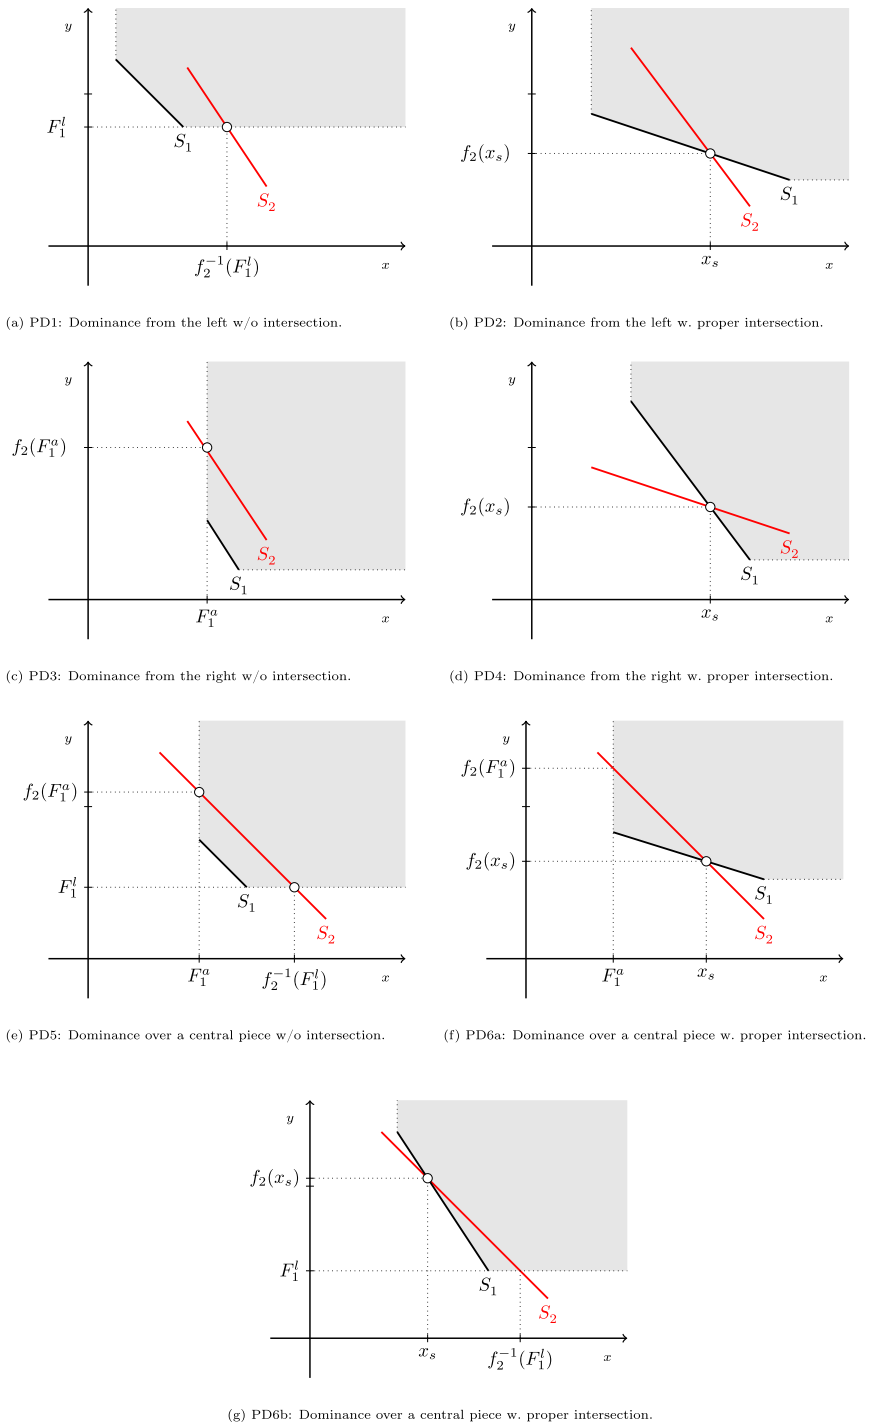 y
F_1^l
S_1
S_2
f_2^{-1}(F_1^l)
x
(a) PD1: Dominance from the left w/o intersection.
y
f_2(x_s)
S_1
S_2
x_s
x
(b) PD2: Dominance from the left w. proper intersection.
y
f_2(F_1^a)
S_2
S_1
F_1^a
x
(c) PD3: Dominance from the right w/o intersection.
y
f_2(x_s)
S_2
S_1
x_s
x
(d) PD4: Dominance from the right w. proper intersection.
y
f_2(F_1^a)
F_1^l
S_1
S_2
F_1^a
f_2^{-1}(F_1^l)
x
(e) PD5: Dominance over a central piece w/o intersection.
y
f_2(F_1^a)
f_2(x_s)
S_1
S_2
F_1^a
x_s
x
(f) PD6a: Dominance over a central piece w. proper intersection.
y
f_2(x_s)
F_1^l
S_1
S_2
x_s
f_2^{-1}(F_1^l)
x
(g) PD6b: Dominance over a central piece w. proper intersection.